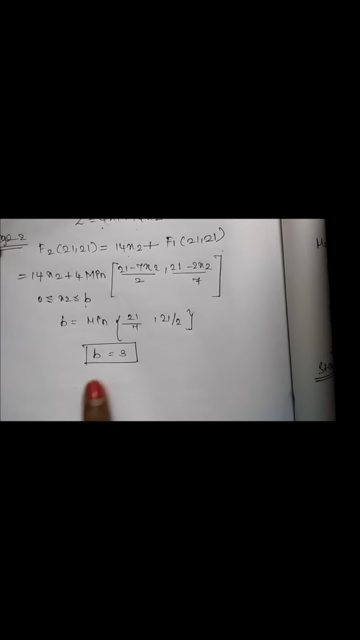 F₂(21,21) = 14x₂ + F₁(21,21)
= 14x₂ + 4 Min [ 21-7x₂/2 , 21-2x₂/7 ]
0 ≤ x₂ ≤ b
b = Min { 21/7 , 21/2 }
b = 3